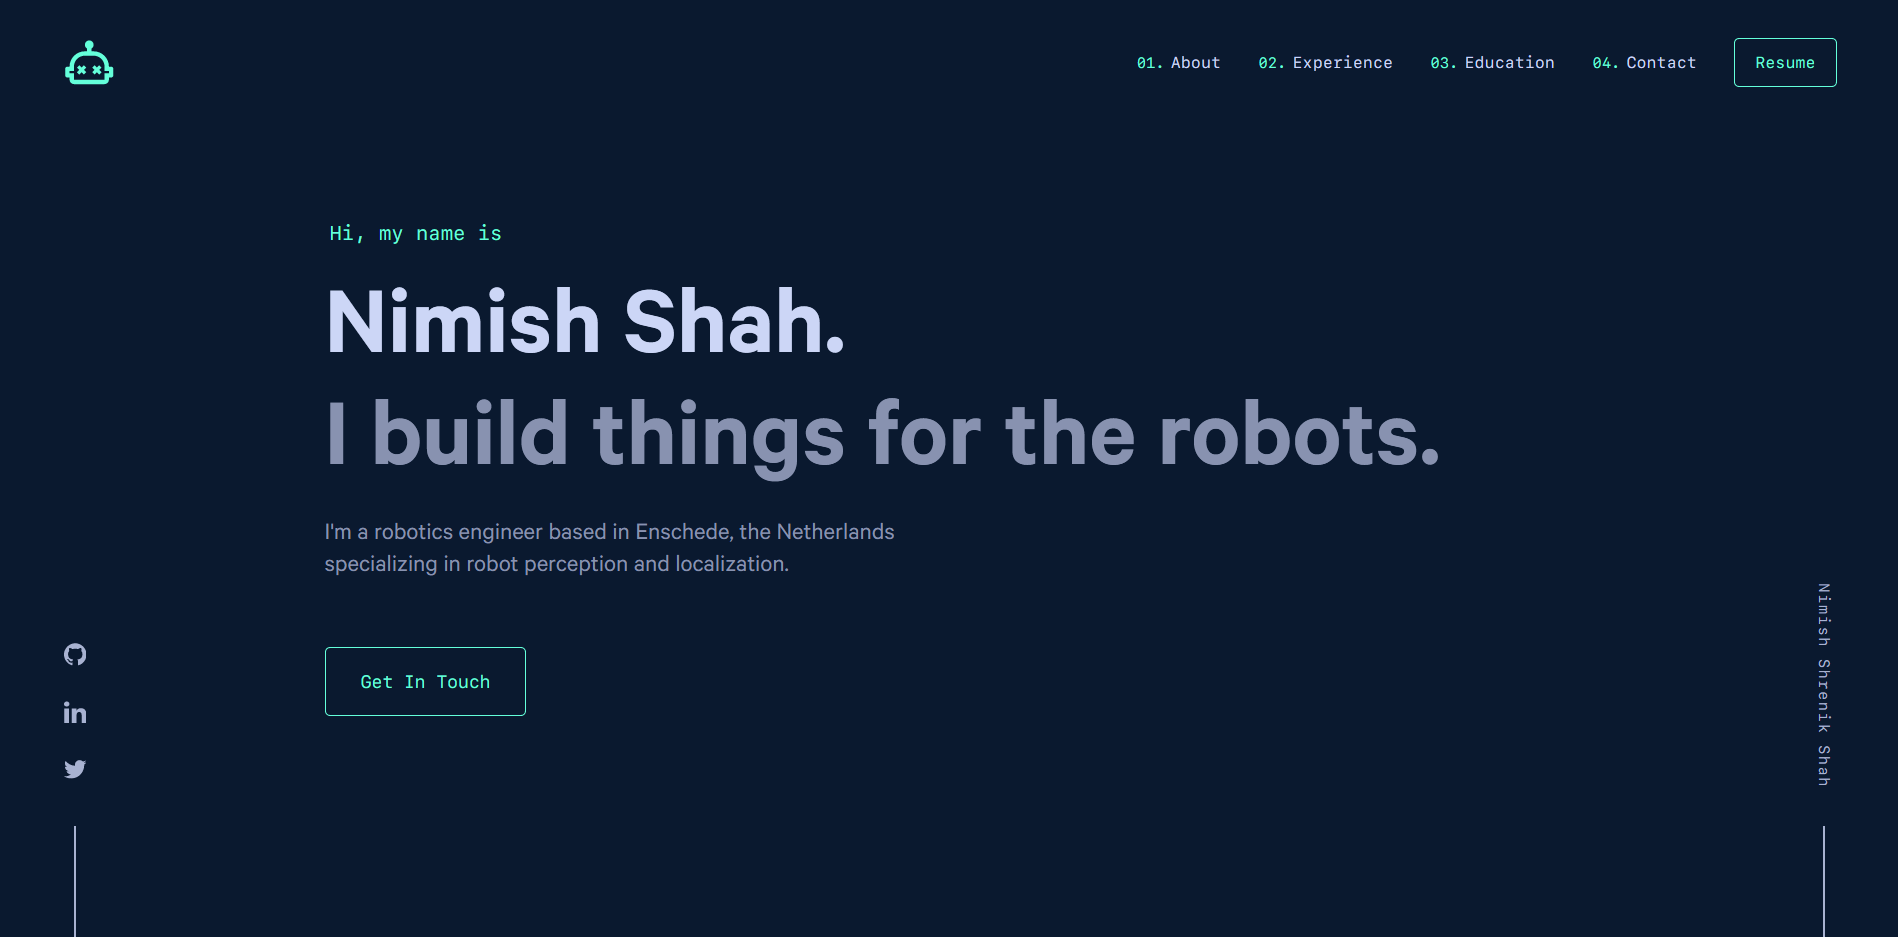 01. About 02. Experience 03. Education 04. Contact Resume
Hi, my name is
Nimish Shah.
I build things for the robots.
I'm a robotics engineer based in Enschede, the Netherlands
specializing in robot perception and localization.
Get In Touch
Nimish Shrenik Shah